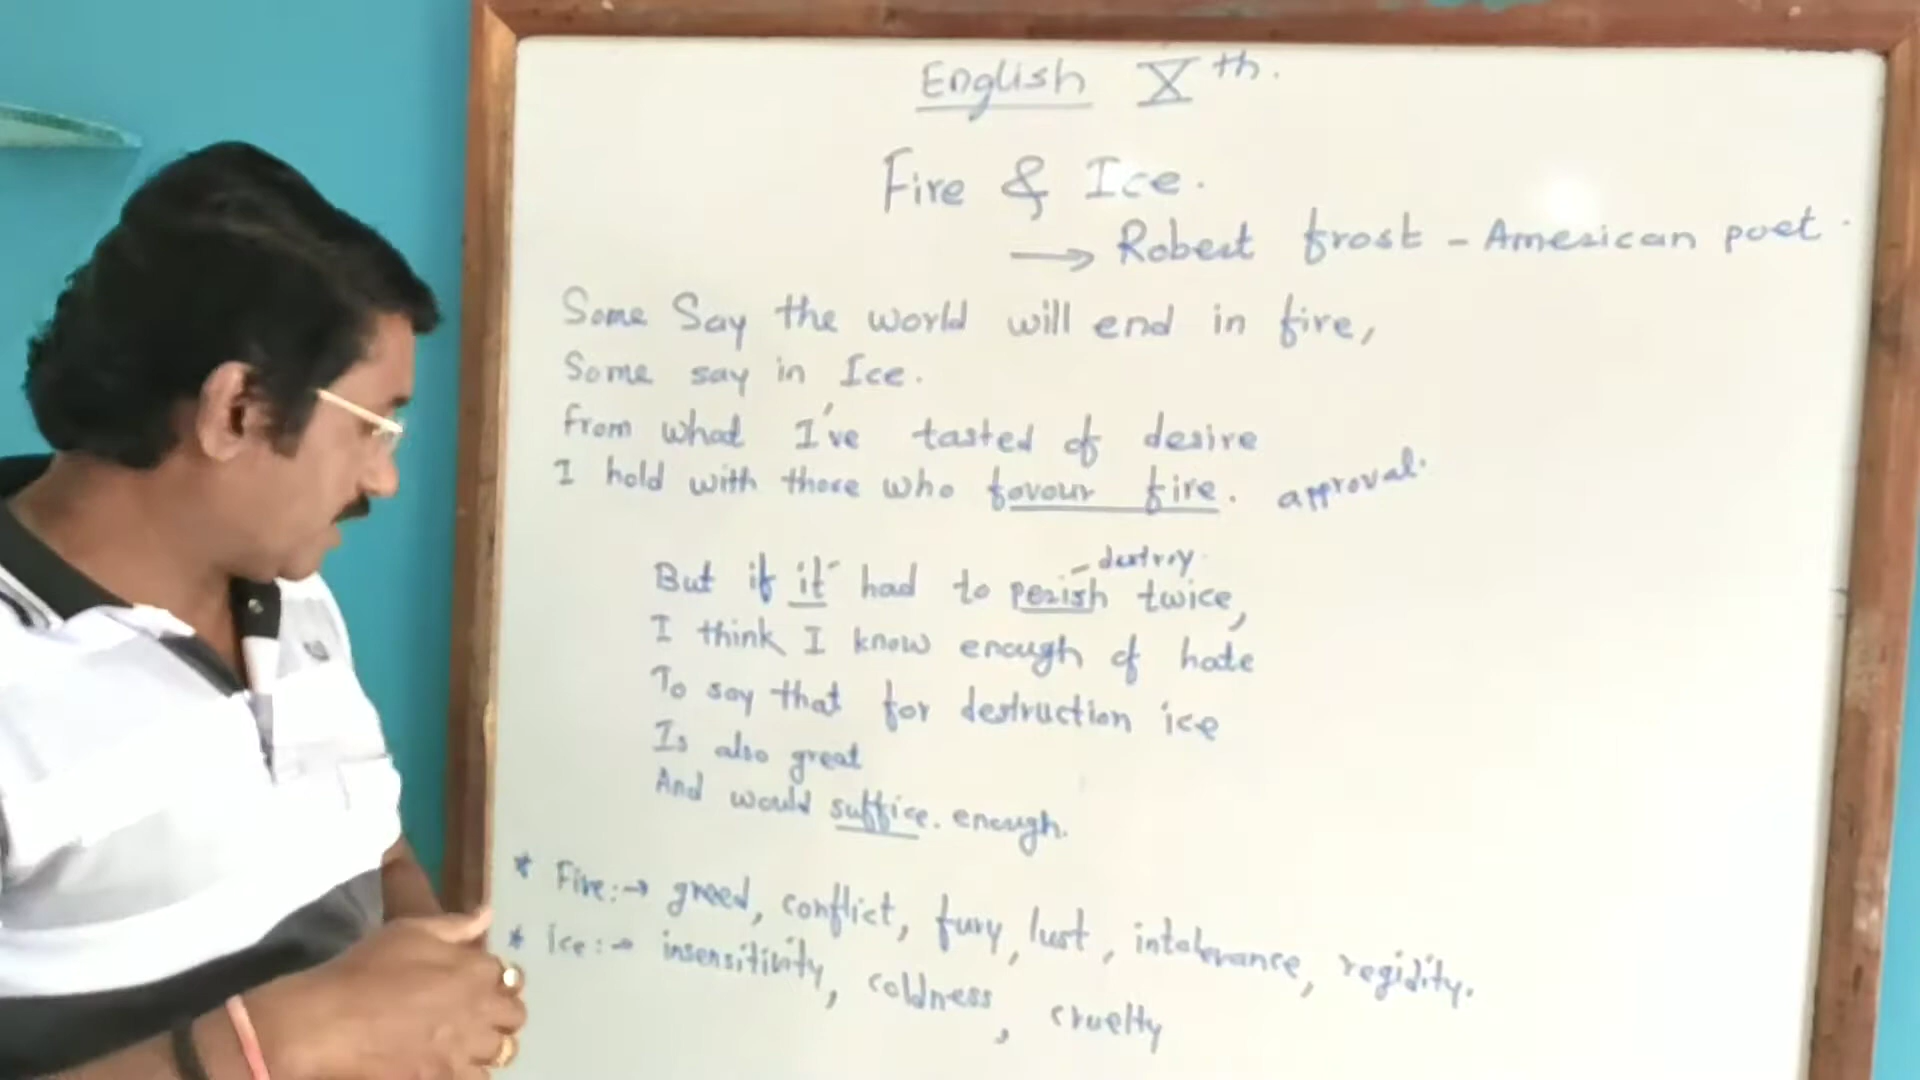 English Xth.
Fire & Ice.
→ Robert frost - American poet.
Some Say the world will end in fire,
Some say in Ice.
From what I've tasted of desire
I hold with those who favour fire. approval.
- destroy.
But if it had to perish twice,
I think I know enough of hate
To say that for destruction ice
Is also great
And would suffice. enough.
* Fire:→ greed, conflict, fury, lust, intolerance, regidity.
* ice:→ insensitivity, coldness, cruelty